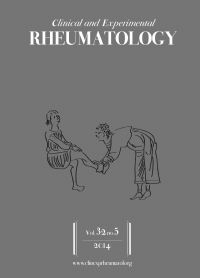 Clinical and Experimental
RHEUMATOLOGY
Vol. 32 no. 5
2014
www.clinexprheumatol.org